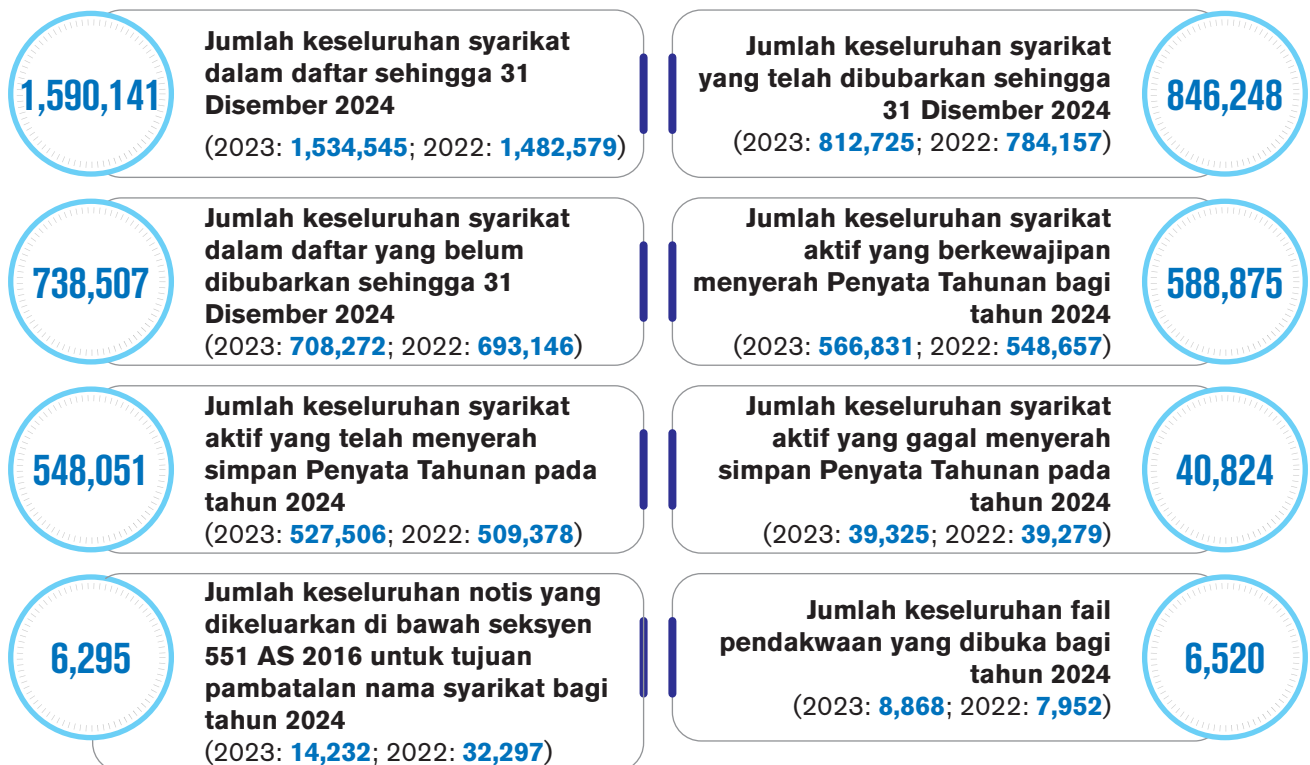 1,590,141
Jumlah keseluruhan syarikat
dalam daftar sehingga 31
Disember 2024
(2023: 1,534,545; 2022: 1,482,579)
Jumlah keseluruhan syarikat
yang telah dibubarkan sehingga
31 Disember 2024
(2023: 812,725; 2022: 784,157)
846,248
738,507
Jumlah keseluruhan syarikat
dalam daftar yang belum
dibubarkan sehingga 31
Disember 2024
(2023: 708,272; 2022: 693,146)
Jumlah keseluruhan syarikat
aktif yang berkewajipan
menyerah Penyata Tahunan bagi
tahun 2024
(2023: 566,831; 2022: 548,657)
588,875
548,051
Jumlah keseluruhan syarikat
aktif yang telah menyerah
simpan Penyata Tahunan pada
tahun 2024
(2023: 527,506; 2022: 509,378)
Jumlah keseluruhan syarikat
aktif yang gagal menyerah
simpan Penyata Tahunan pada
tahun 2024
(2023: 39,325; 2022: 39,279)
40,824
6,295
Jumlah keseluruhan notis yang
dikeluarkan di bawah seksyen
551 AS 2016 untuk tujuan
pambatalan nama syarikat bagi
tahun 2024
(2023: 14,232; 2022: 32,297)
Jumlah keseluruhan fail
pendakwaan yang dibuka bagi
tahun 2024
(2023: 8,868; 2022: 7,952)
6,520